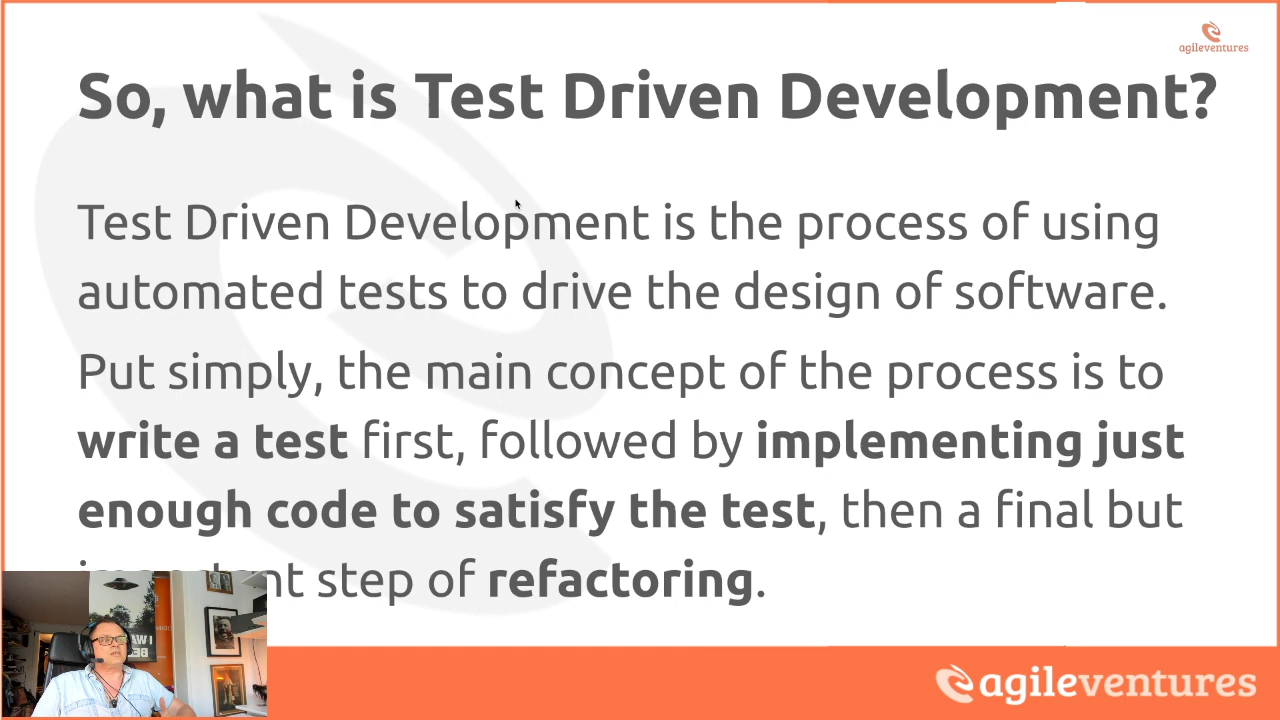 agileventures
So, what is Test Driven Development?
Test Driven Development is the process of using
automated tests to drive the design of software.
Put simply, the main concept of the process is to
write a test first, followed by implementing just
enough code to satisfy the test, then a final but
step of refactoring.
agileventures